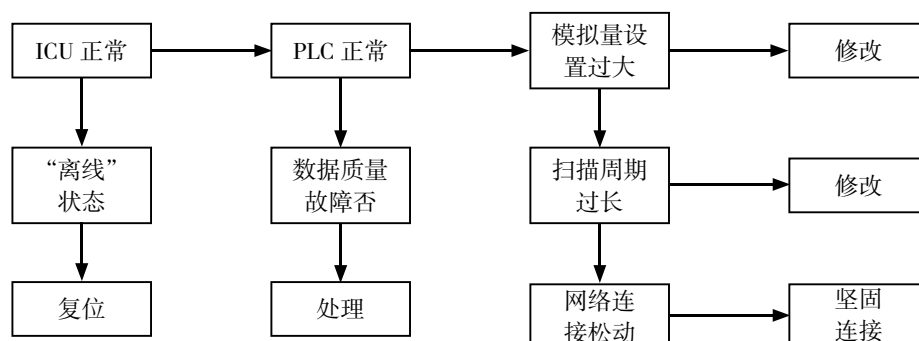 ICU 正常
PLC 正常
模拟量设
置过大
修改
“离线”
状态
数据质量
故障否
扫描周期
过长
修改
复位
处理
网络连
接松动
坚固
连接